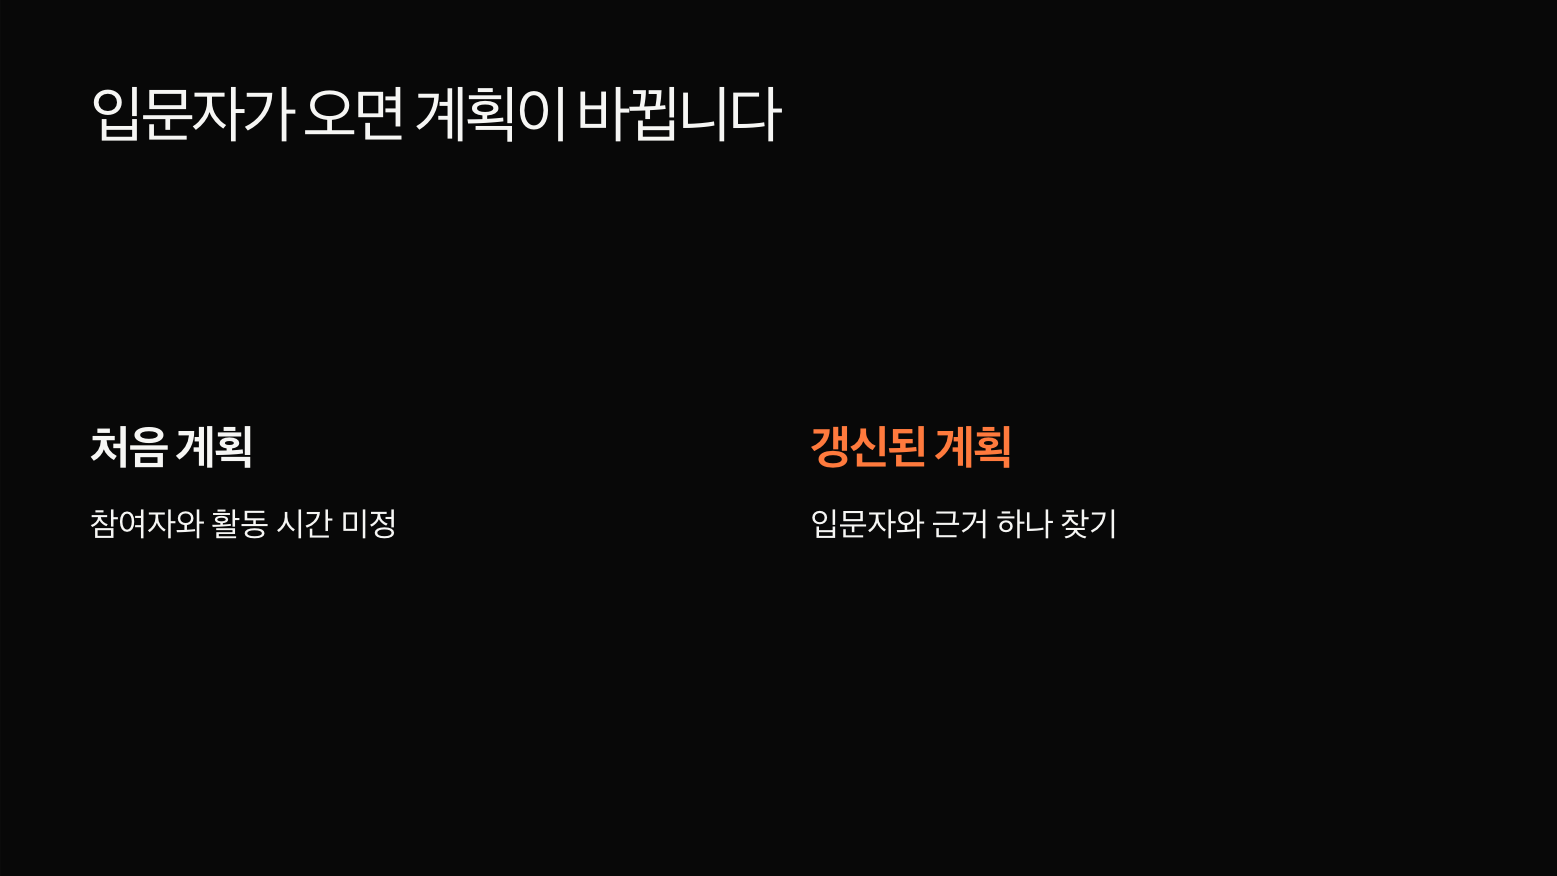 입문자가 오면 계획이 바뀝니다
처음 계획
참여자와 활동 시간 미정
갱신된 계획
입문자와 근거 하나 찾기